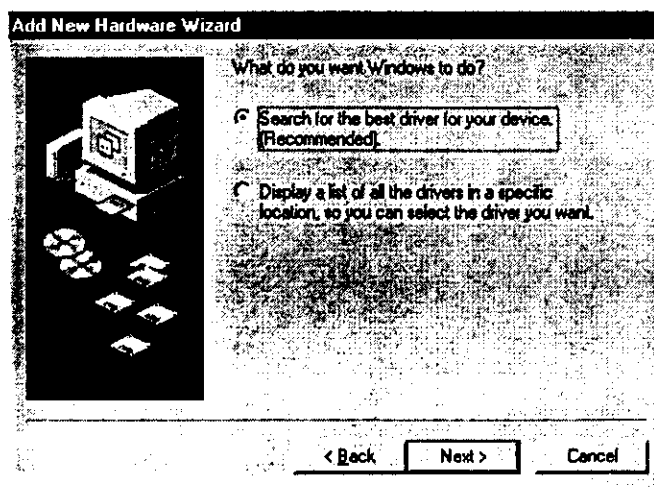 Add New Hardware Wizard
What do you want Windows to do?
Search for the best driver for your device.
(Recommended).
Display a list of all the drivers in a specific
location, so you can select the driver you want.
< Back
Next >
Cancel